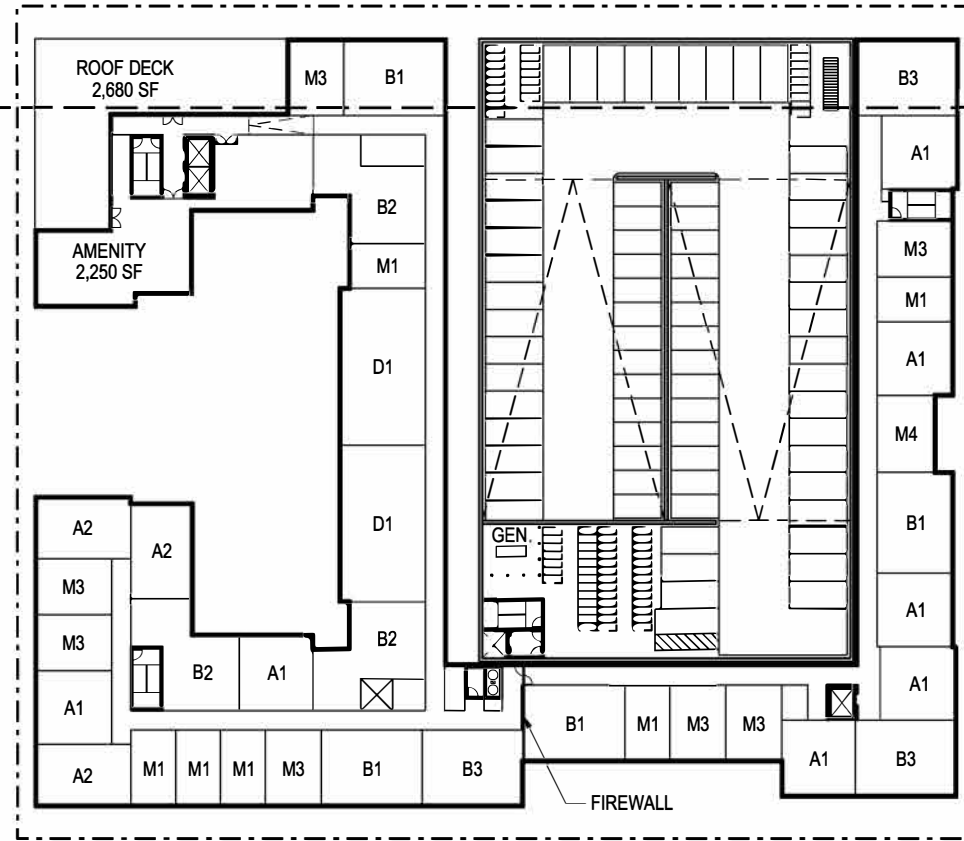 ROOF DECK
2,680 SF
M3
B1
B3
A1
B2
AMENITY
2,250 SF
M1
M3
M1
D1
A1
M4
D1
B1
A2
A2
GEN.
M3
M3
A1
B2
B2
A1
A1
A1
A2
M1
M1
M1
M3
B1
B3
B1
M1
M3
M3
A1
B3
FIREWALL